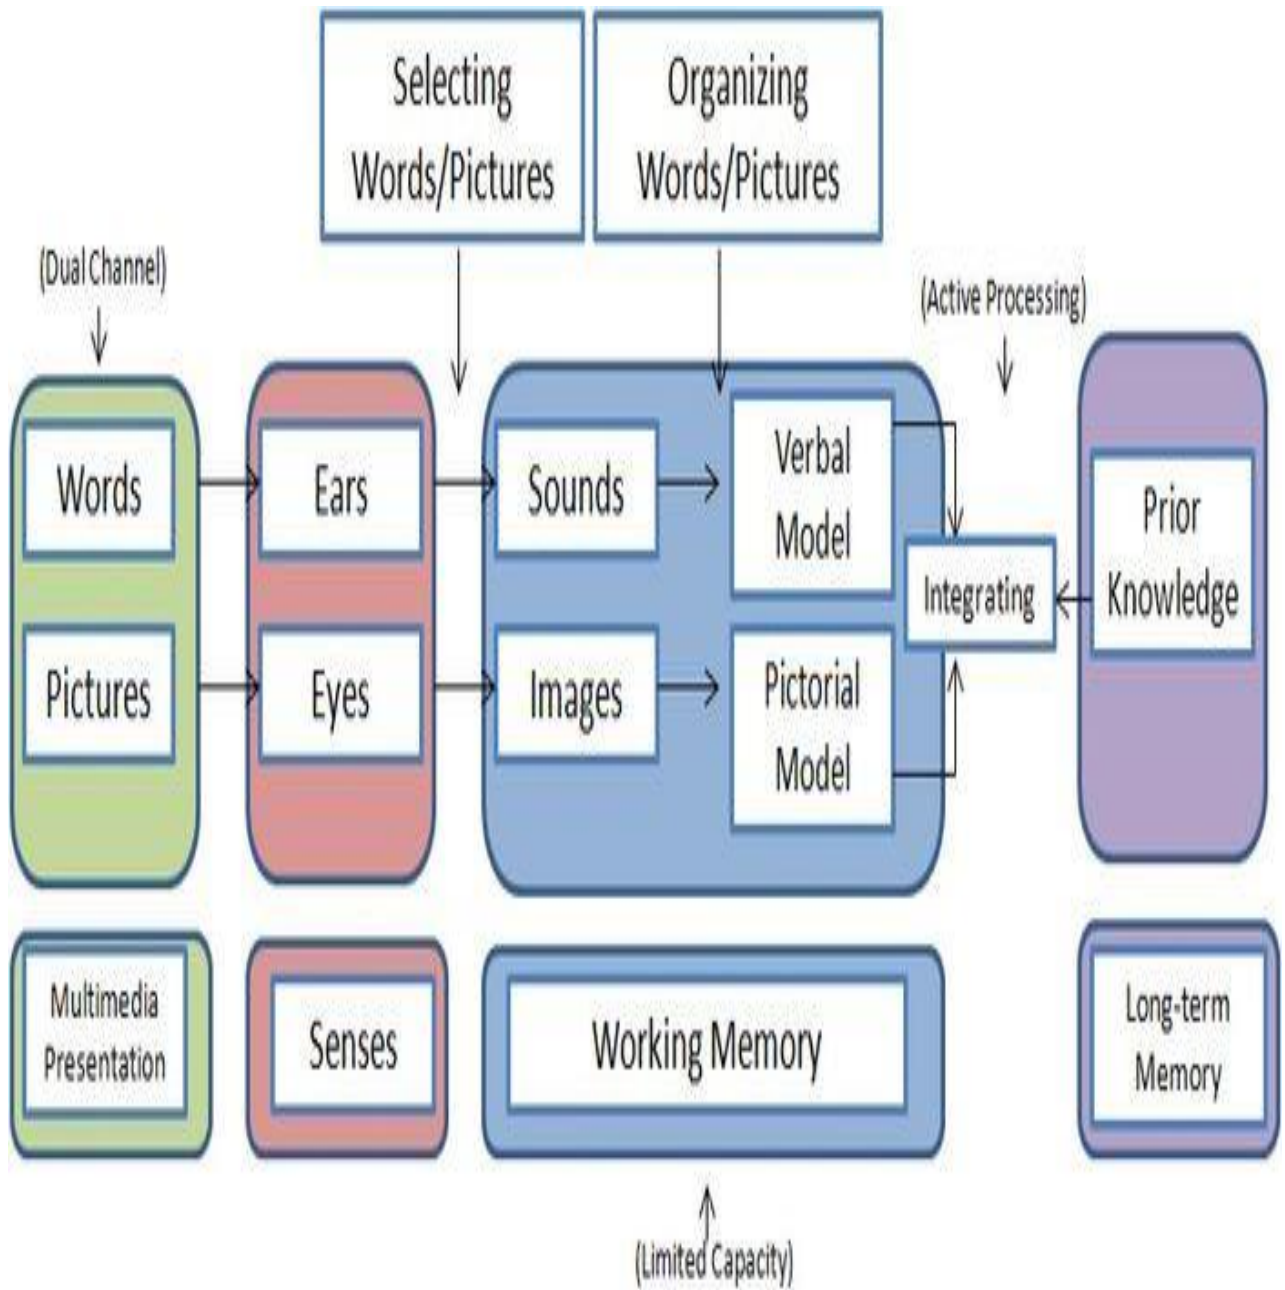 Selecting
Words/Pictures
Organizing
Words/Pictures
(Dual Channel)
(Active Processing)
Words
Ears
Sounds
Verbal
Model
Prior
Knowledge
Integrating
Pictures
Eyes
Images
Pictorial
Model
Multimedia
Presentation
Senses
Working Memory
Long-term
Memory
(Limited Capacity)